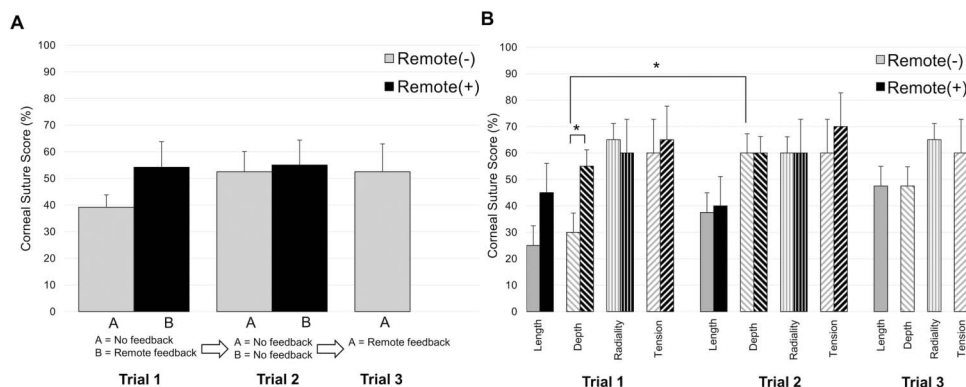 A
Corneal Suture Score (%)
100
90
80
70
60
50
40
30
20
10
0
Remote(-)
Remote(+)
A B A B A
A = No feedback
B = Remote feedback
A = No feedback
B = No feedback
A = Remote feedback
Trial 1 Trial 2 Trial 3
B
Corneal Suture Score (%)
100
90
80
70
60
50
40
30
20
10
0
Remote(-)
Remote(+)
*
*
Length Depth Radiality Tension Length Depth Radiality Tension Length Depth Radiality Tension
Trial 1 Trial 2 Trial 3